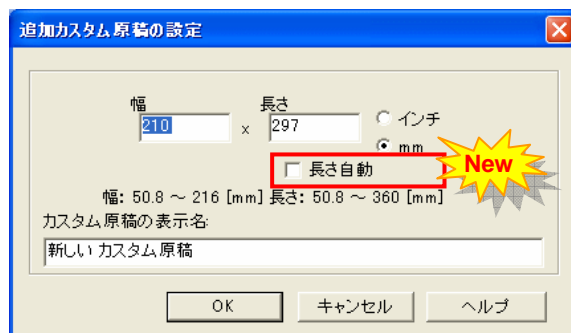 追加カスタム原稿の設定
幅 長さ
210 x 297 インチ
mm
長さ自動 New
幅: 50.8 ～ 216 [mm] 長さ: 50.8 ～ 360 [mm]
カスタム原稿の表示名:
新しい カスタム原稿
OK キャンセル ヘルプ